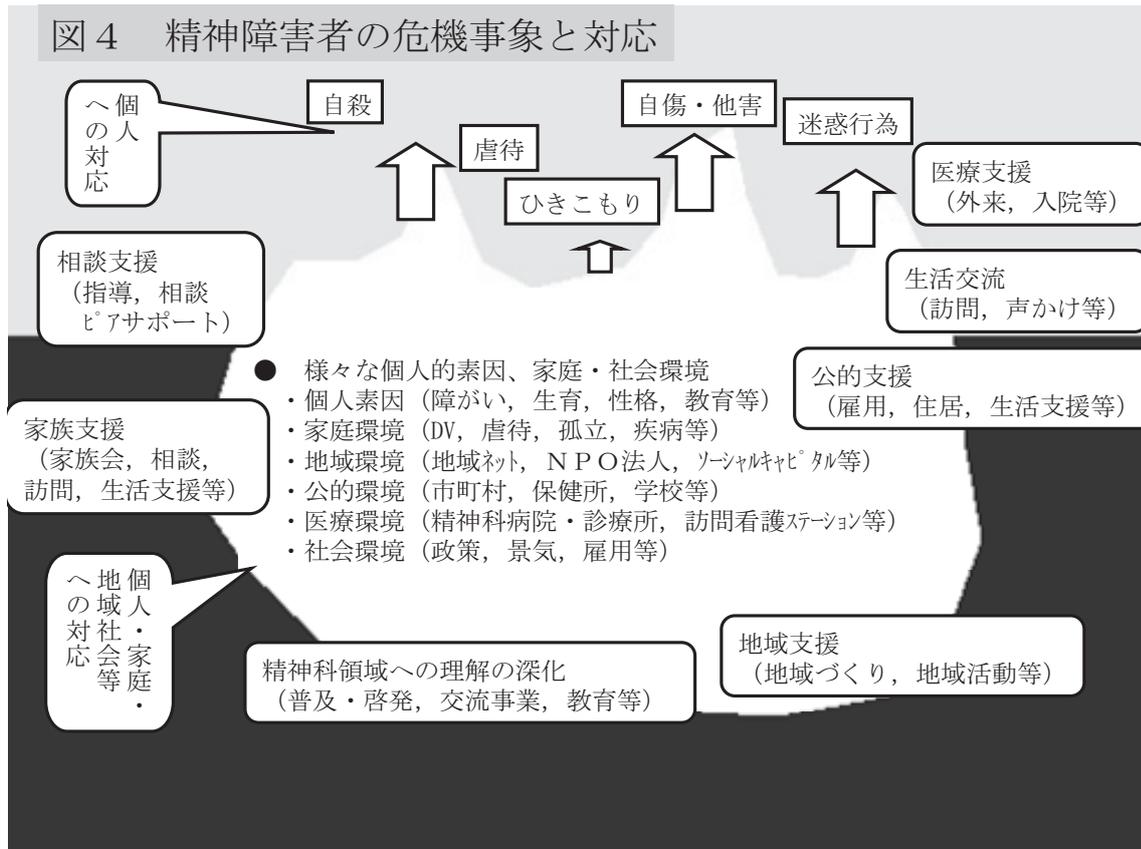 図４　精神障害者の危機事象と対応
個人
への対応
自殺
虐待
ひきこもり
自傷・他害
迷惑行為
医療支援
（外来，入院等）
相談支援
（指導，相談
ﾋﾟｱサポート）
生活交流
（訪問，声かけ等）
●　様々な個人的素因、家庭・社会環境
・個人素因（障がい，生育，性格，教育等）
・家庭環境（DV，虐待，孤立，疾病等）
・地域環境（地域ネット，ＮＰＯ法人，ｿｰｼｬﾙｷｬﾋﾟﾀﾙ等）
・公的環境（市町村，保健所，学校等）
・医療環境（精神科病院・診療所，訪問看護ｽﾃｰｼｮﾝ等）
・社会環境（政策，景気，雇用等）
公的支援
（雇用，住居，生活支援等）
家族支援
（家族会，相談，
訪問，生活支援等）
個人・家庭・
地域社会等
への対応
精神科領域への理解の深化
（普及・啓発，交流事業，教育等）
地域支援
（地域づくり，地域活動等）